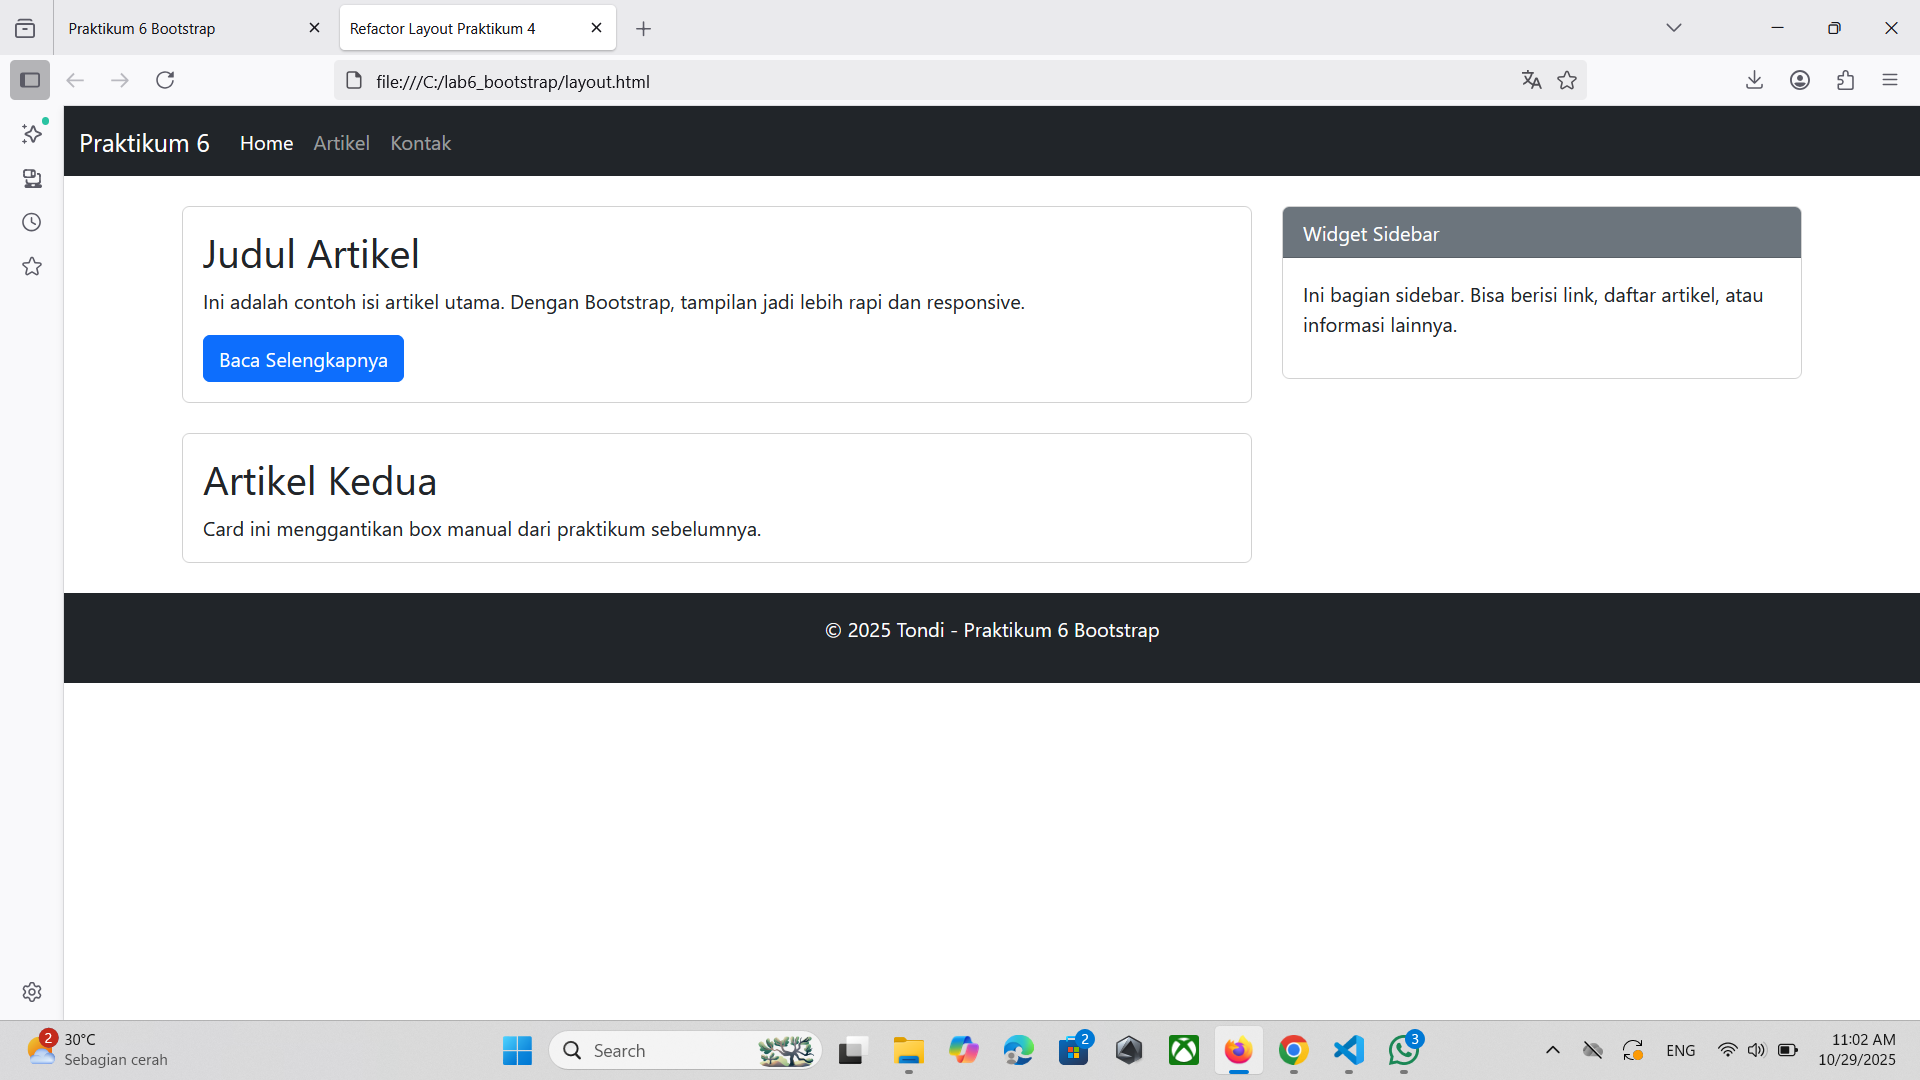 Praktikum 6 Bootstrap
Refactor Layout Praktikum 4
file:///C:/lab6_bootstrap/layout.html
Praktikum 6
Home
Artikel
Kontak
Judul Artikel
Ini adalah contoh isi artikel utama. Dengan Bootstrap, tampilan jadi lebih rapi dan responsive.
Baca Selengkapnya
Widget Sidebar
Ini bagian sidebar. Bisa berisi link, daftar artikel, atau
informasi lainnya.
Artikel Kedua
Card ini menggantikan box manual dari praktikum sebelumnya.
© 2025 Tondi - Praktikum 6 Bootstrap
2
30°C
Sebagian cerah
Search
2
3
ENG
11:02 AM
10/29/2025